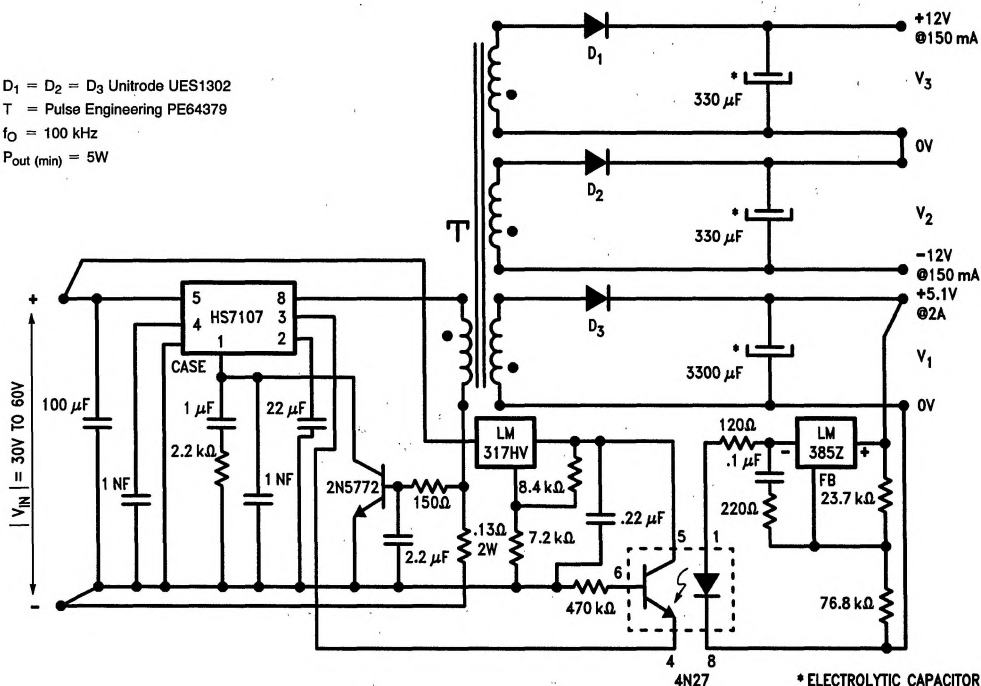 +12V
@150 mA
D1
* 330 µF
V3
D1 = D2 = D3 Unitrode UES1302
T = Pulse Engineering PE64379
fO = 100 kHz
Pout (min) = 5W
0V
D2
* 330 µF
V2
T
-12V
@150 mA
+5.1V
@2A
+
5
8
HS7107
4
3
1
2
CASE
D3
* 3300 µF
V1
0V
100 µF
1 µF
22 µF
2.2 kΩ
1 NF
1 NF
|VIN| = 30V TO 60V
2N5772
150Ω
2.2 µF
.13Ω
2W
LM
317HV
8.4 kΩ
7.2 kΩ
.22 µF
120Ω
.1 µF
220Ω
-
LM
385Z
+
FB
23.7 kΩ
5
1
6
470 kΩ
76.8 kΩ
-
4
8
4N27
* ELECTROLYTIC CAPACITOR